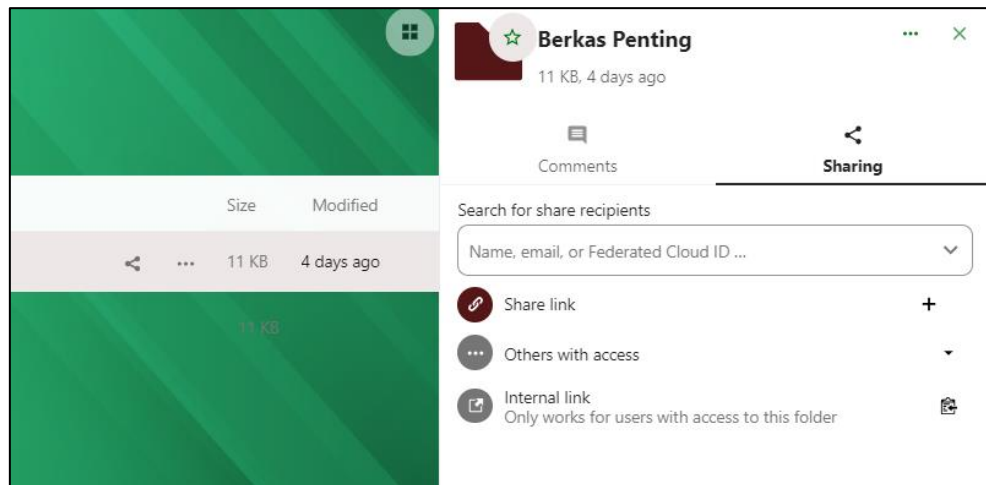 Berkas Penting
11 KB, 4 days ago
Comments
Sharing
Size Modified
11 KB 4 days ago
11 KB
Search for share recipients
Name, email, or Federated Cloud ID ...
Share link
Others with access
Internal link
Only works for users with access to this folder